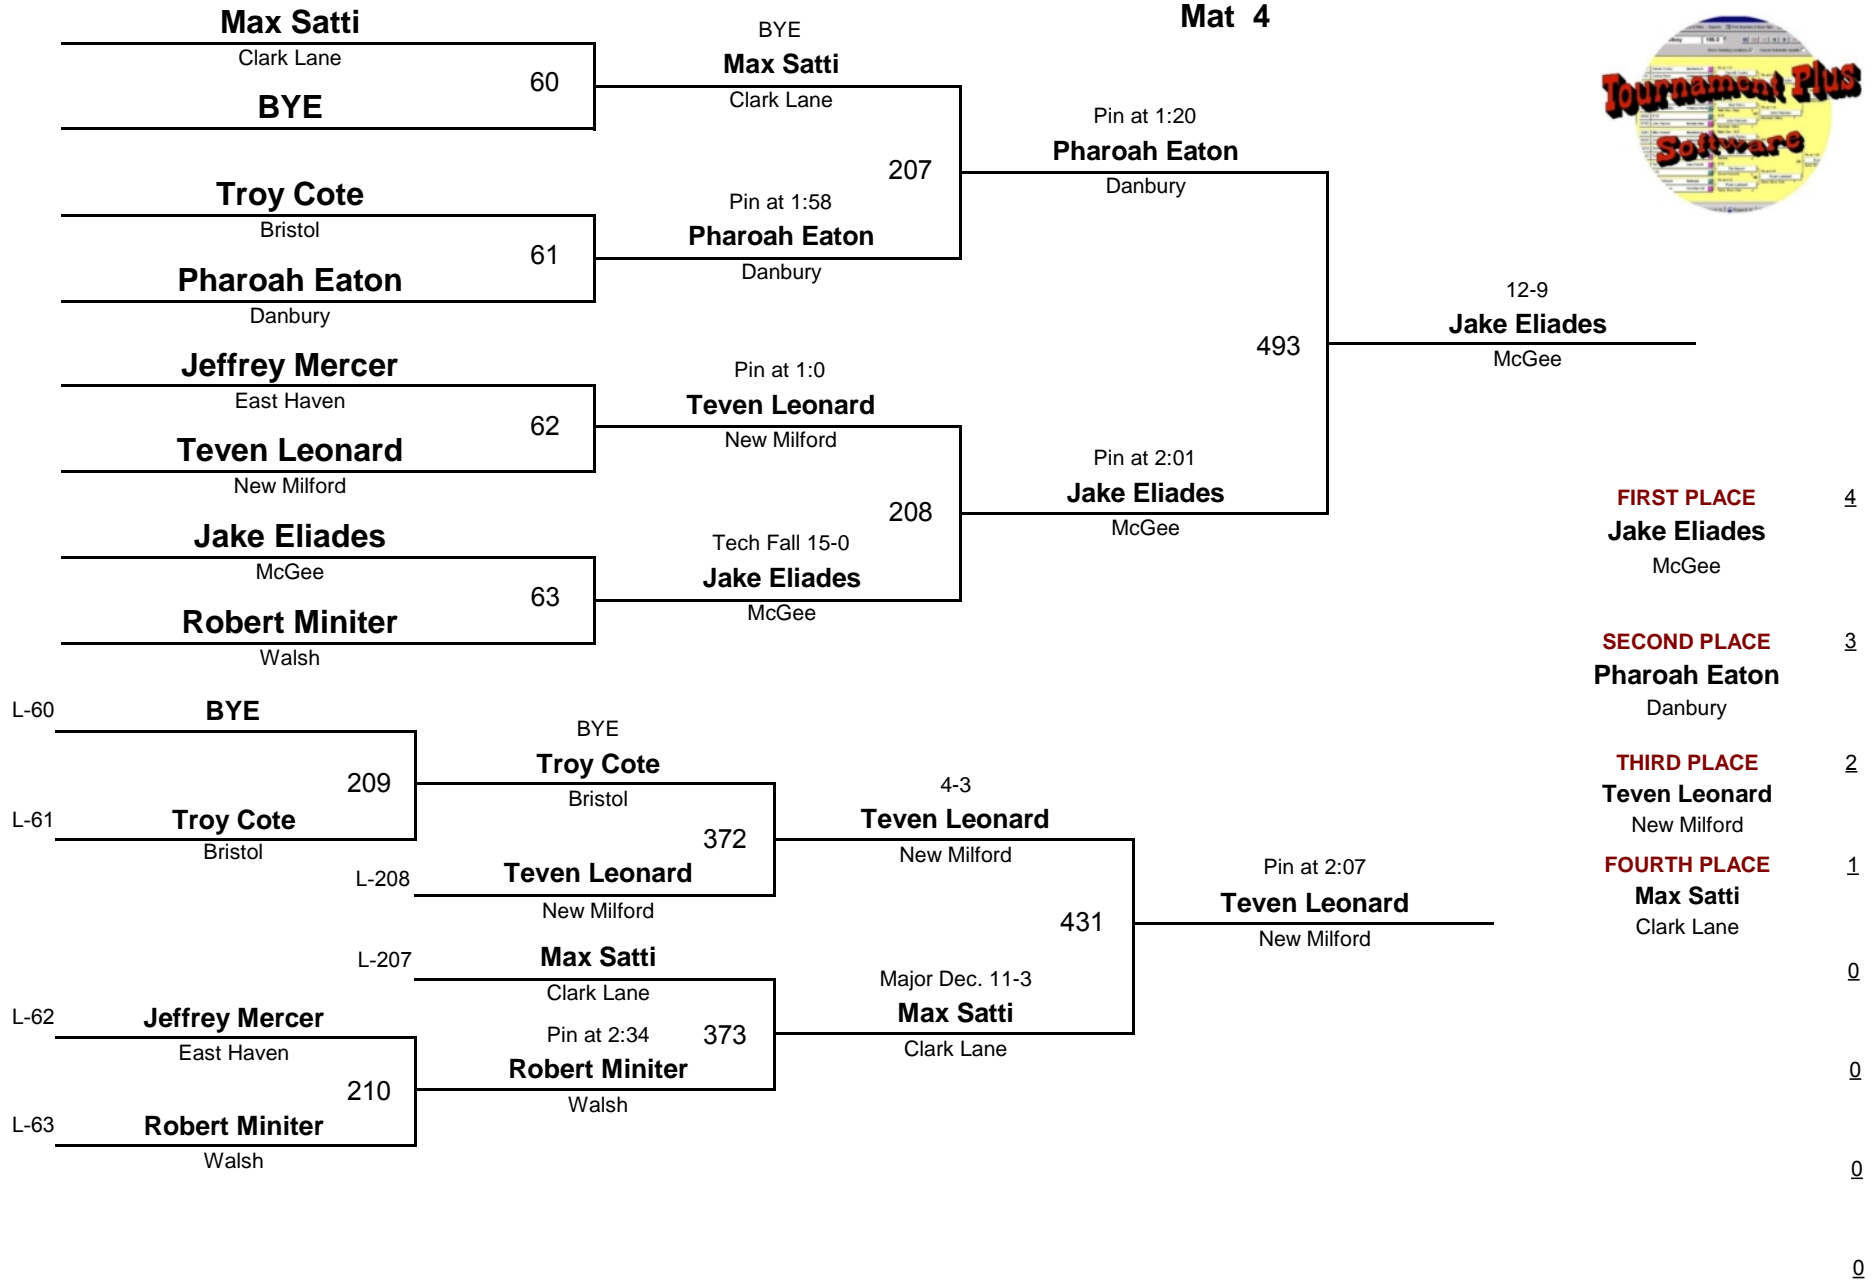 Mat 4
Tournament Plus
Software
Max Satti
Clark Lane
60
BYE
Troy Cote
Bristol
61
Pharoah Eaton
Danbury
Jeffrey Mercer
East Haven
62
Teven Leonard
New Milford
Jake Eliades
McGee
63
Robert Miniter
Walsh
BYE
Max Satti
Clark Lane
207
Pin at 1:58
Pharoah Eaton
Danbury
Pin at 1:0
Teven Leonard
New Milford
208
Tech Fall 15-0
Jake Eliades
McGee
Pin at 1:20
Pharoah Eaton
Danbury
493
Pin at 2:01
Jake Eliades
McGee
12-9
Jake Eliades
McGee
L-60
BYE
209
L-61
Troy Cote
Bristol
BYE
Troy Cote
Bristol
372
L-208
Teven Leonard
New Milford
L-207
Max Satti
Clark Lane
373
L-62
Jeffrey Mercer
East Haven
210
L-63
Robert Miniter
Walsh
Pin at 2:34
Robert Miniter
Walsh
4-3
Teven Leonard
New Milford
431
Major Dec. 11-3
Max Satti
Clark Lane
Pin at 2:07
Teven Leonard
New Milford
FIRST PLACE 4
Jake Eliades
McGee
SECOND PLACE 3
Pharoah Eaton
Danbury
THIRD PLACE 2
Teven Leonard
New Milford
FOURTH PLACE 1
Max Satti
Clark Lane
0
0
0
0